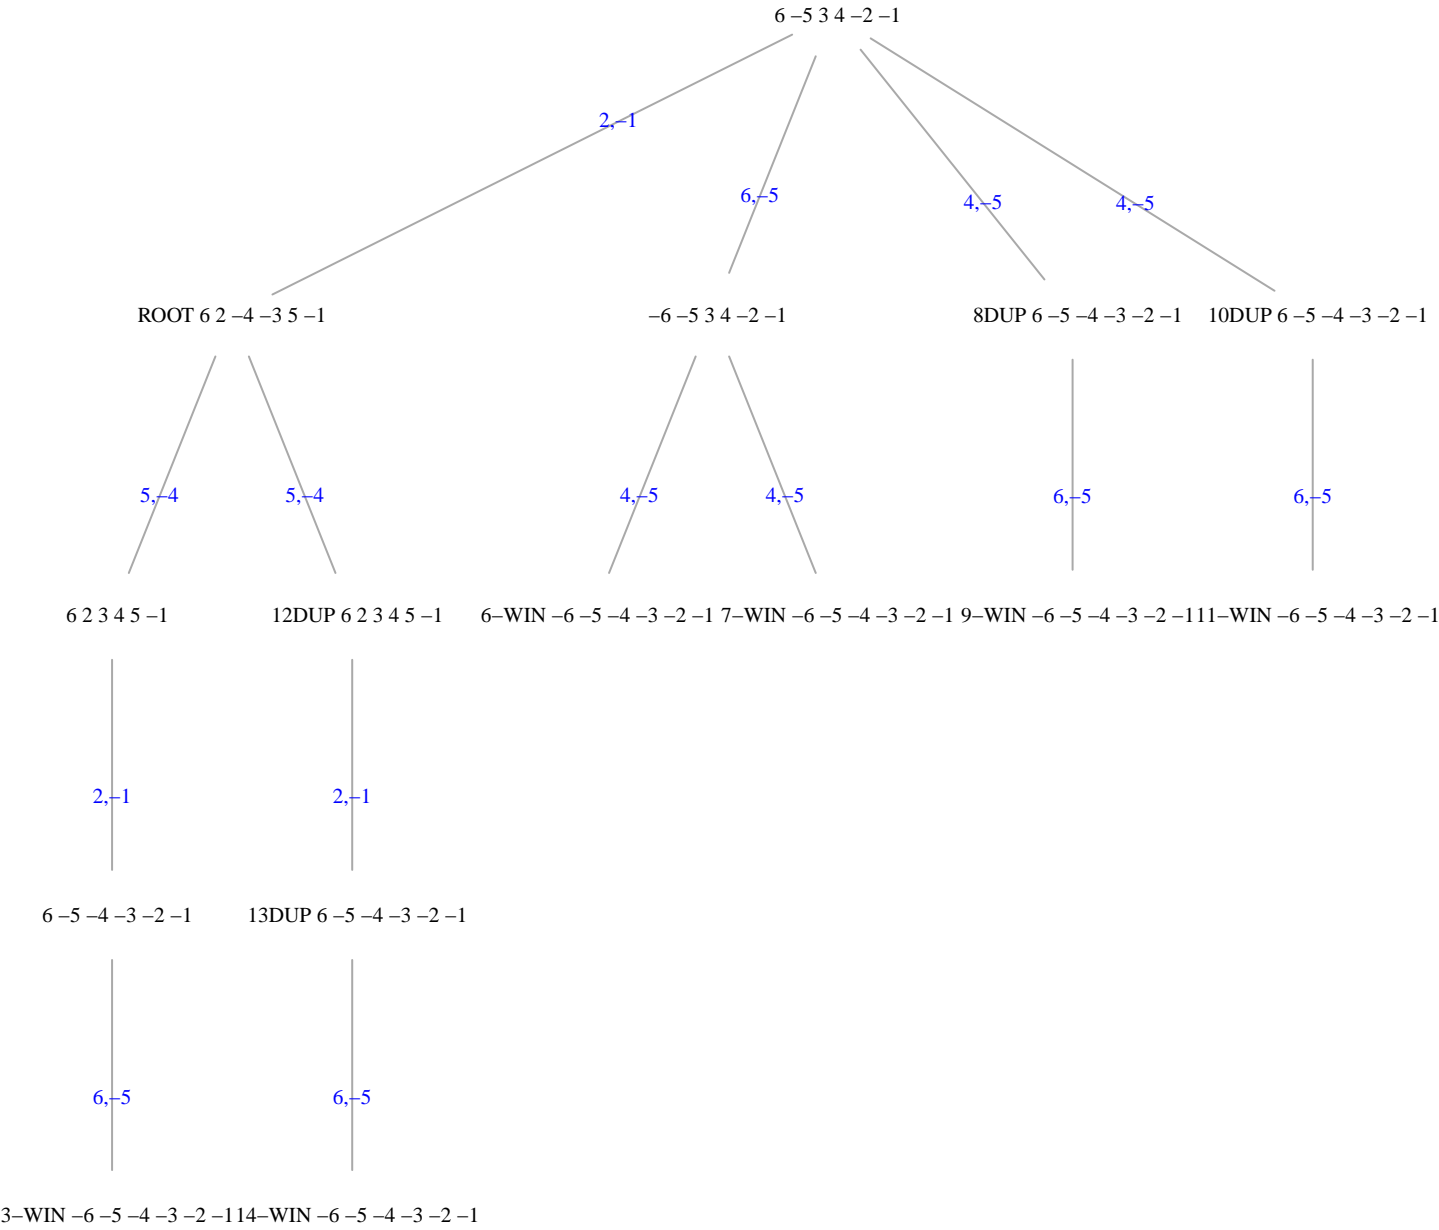 6 –5 3 4 –2 –1
2,–1
6,–5
4,–5
4,–5
ROOT 6 2 –4 –3 5 –1
–6 –5 3 4 –2 –1
8DUP 6 –5 –4 –3 –2 –1
10DUP 6 –5 –4 –3 –2 –1
5,–4
5,–4
4,–5
4,–5
6,–5
6,–5
6 2 3 4 5 –1
12DUP 6 2 3 4 5 –1
6–WIN –6 –5 –4 –3 –2 –1
7–WIN –6 –5 –4 –3 –2 –1
9–WIN –6 –5 –4 –3 –2 –1
11–WIN –6 –5 –4 –3 –2 –1
2,–1
2,–1
6 –5 –4 –3 –2 –1
13DUP 6 –5 –4 –3 –2 –1
6,–5
6,–5
3–WIN –6 –5 –4 –3 –2 –1
14–WIN –6 –5 –4 –3 –2 –1